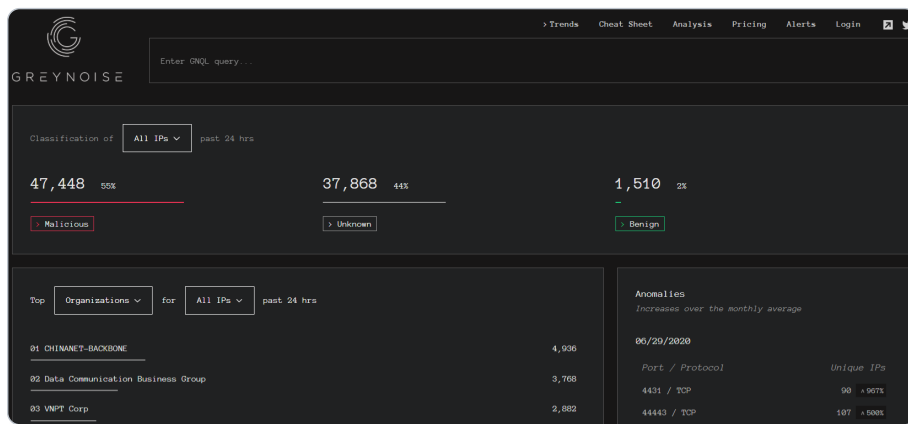 > Trends Cheat Sheet Analysis Pricing Alerts Login
GREYNOISE
Enter GNQL query...
Classification of All IPs past 24 hrs
47,448 55%
37,868 44%
1,510 2%
> Malicious
> Unknown
> Benign
Top Organizations for All IPs past 24 hrs
01 CHINANET-BACKBONE 4,936
02 Data Communication Business Group 3,768
03 VNPT Corp 2,882
Anomalies
Increases over the monthly average
06/29/2020
Port / Protocol Unique IPs
4431 / TCP 90 ∧967%
44443 / TCP 107 ∧500%